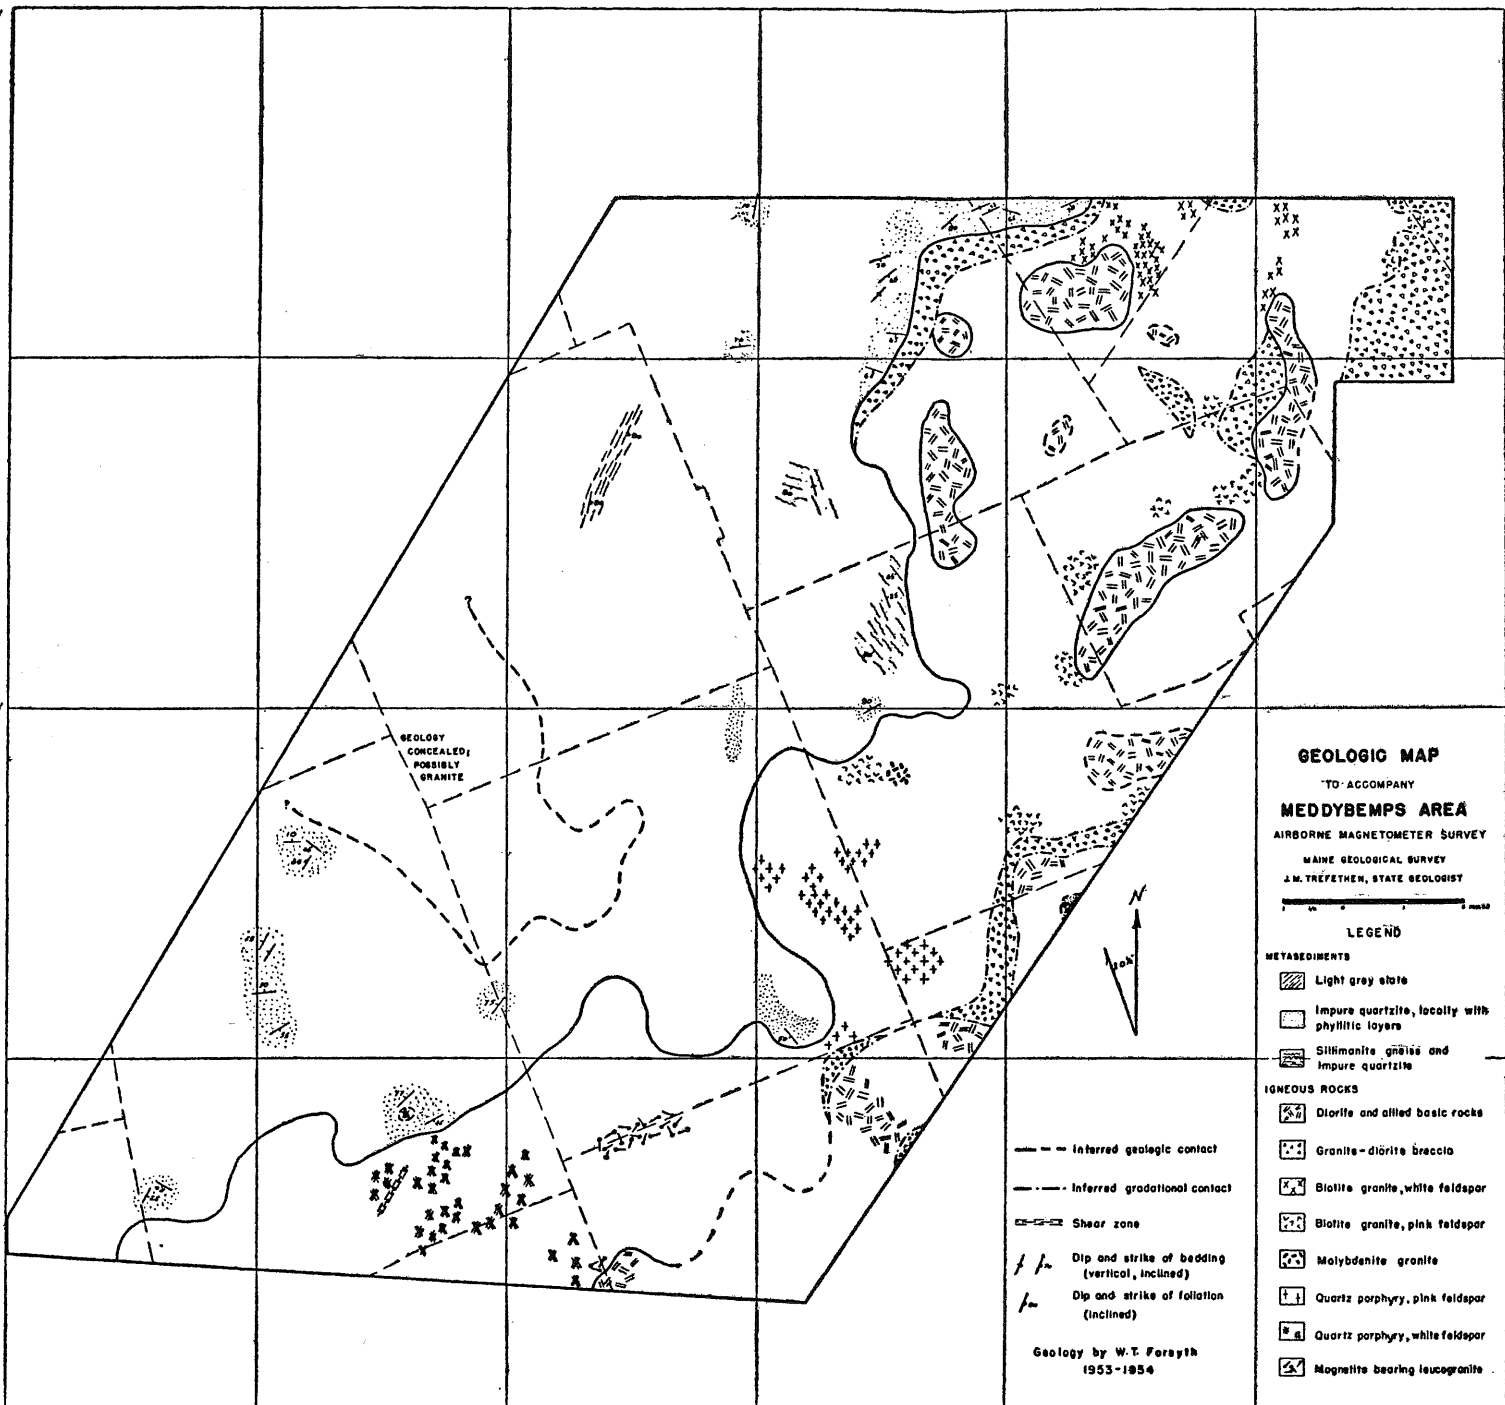 GEOLOGY
CONCEALED;
POSSIBLY
GRANITE
?
?
N
GEOLOGIC MAP
TO ACCOMPANY
MEDDYBEMPS AREA
AIRBORNE MAGNETOMETER SURVEY
MAINE GEOLOGICAL SURVEY
J.M. TREFETHEN, STATE GEOLOGIST
LEGEND
METASEDIMENTS
Light grey slate
Impure quartzite, locally with
phyllitic layers
Sillimanite gneiss and
impure quartzite
IGNEOUS ROCKS
Diorite and allied basic rocks
Granite-diorite breccia
Biotite granite, white feldspar
Biotite granite, pink feldspar
Molybdenite granite
Quartz porphyry, pink feldspar
Quartz porphyry, white feldspar
Magnetite bearing leucogranite
Inferred geologic contact
Inferred gradational contact
Shear zone
Dip and strike of bedding
(vertical, inclined)
Dip and strike of foliation
(inclined)
Geology by W.T. Forsyth
1953-1954